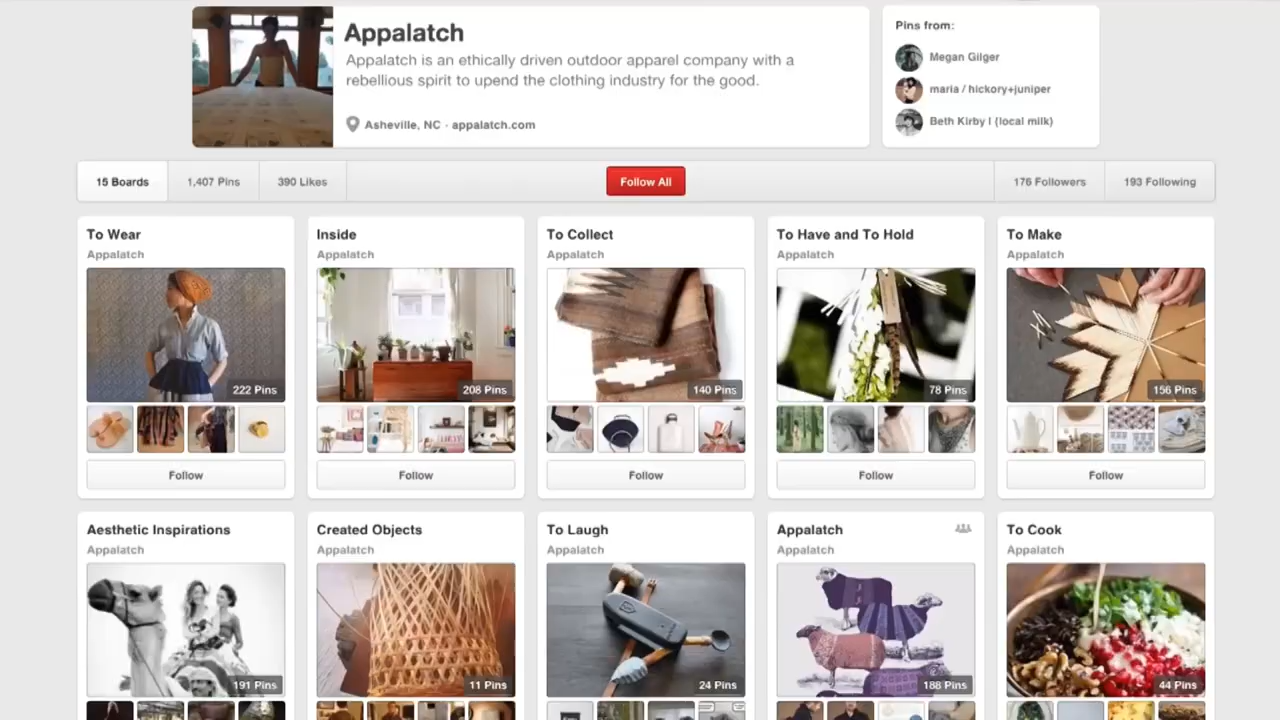 Appalatch
Appalatch is an ethically driven outdoor apparel company with a
rebellious spirit to upend the clothing industry for the good.
Asheville, NC · appalatch.com
Pins from:
Megan Gilger
maria / hickory+juniper
Beth Kirby | {local milk}
15 Boards
1,407 Pins
390 Likes
Follow All
176 Followers
193 Following
To Wear
Appalatch
222 Pins
Follow
Inside
Appalatch
208 Pins
Follow
To Collect
Appalatch
140 Pins
Follow
To Have and To Hold
Appalatch
78 Pins
Follow
To Make
Appalatch
156 Pins
Follow
Aesthetic Inspirations
Appalatch
191 Pins
Created Objects
Appalatch
11 Pins
To Laugh
Appalatch
24 Pins
Appalatch
Appalatch
188 Pins
To Cook
Appalatch
44 Pins